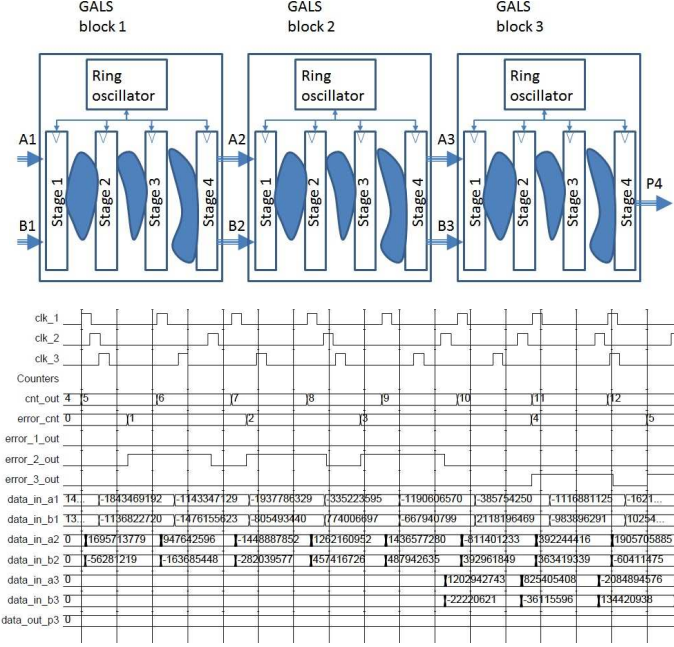 GALS block 1
GALS block 2
GALS block 3
Ring oscillator
Ring oscillator
Ring oscillator
A1
A2
A3
B1
B2
B3
P4
Stage 1
Stage 2
Stage 3
Stage 4
Stage 1
Stage 2
Stage 3
Stage 4
Stage 1
Stage 2
Stage 3
Stage 4
clk_1
clk_2
clk_3
Counters
cnt_out 4 5 6 7 8 9 10 11 12
error_cnt 0 1 2 3 4 5
error_1_out
error_2_out
error_3_out
data_in_a1 14... -1843469192 -1143347129 -1937786329 -335223595 -1190606570 -385754250 -1116881125 -1621...
data_in_b1 13... -1136822720 -1476155623 -805493440 774006697 -667940799 2118196469 -983896291 10254...
data_in_a2 0 1695713779 947642596 -1448887852 1262160952 1436577280 -811401233 392244416 1905705885
data_in_b2 0 -56281219 -163685448 -282039577 457416726 487942635 392961849 363419339 -60411475
data_in_a3 0 1202942743 825405408 -2084894576
data_in_b3 0 -22220621 -36115596 134420938
data_out_p3 0